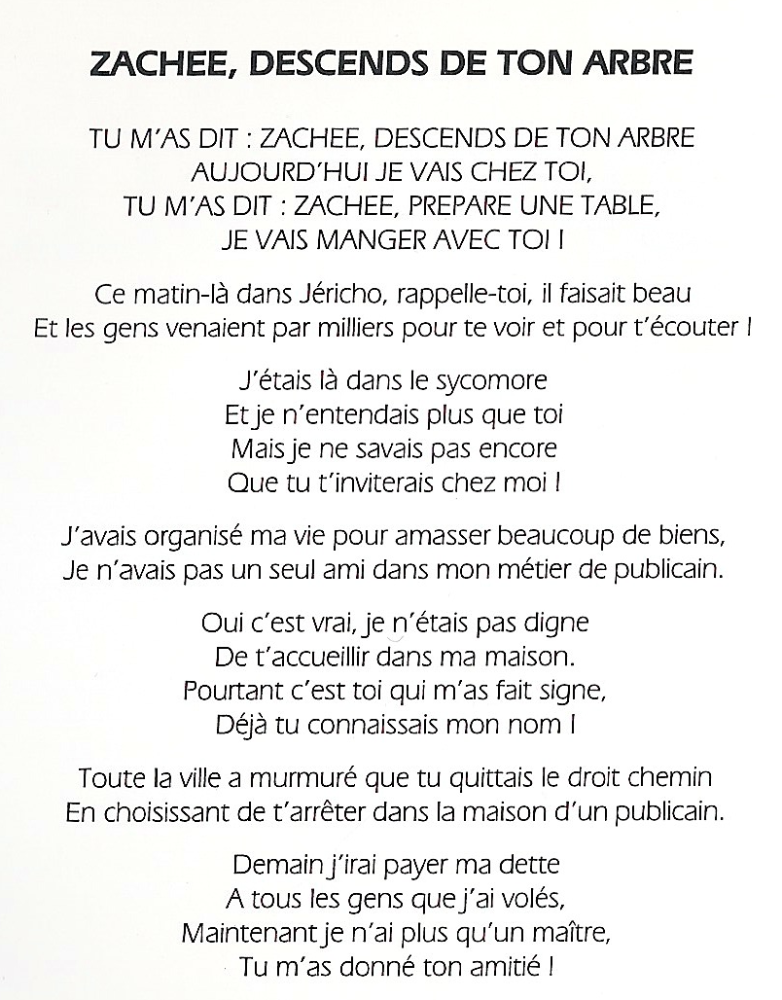 ZACHEE, DESCENDS DE TON ARBRE
TU M'AS DIT : ZACHEE, DESCENDS DE TON ARBRE
AUJOURD'HUI JE VAIS CHEZ TOI,
TU M'AS DIT : ZACHEE, PREPARE UNE TABLE,
JE VAIS MANGER AVEC TOI !
Ce matin-là dans Jéricho, rappelle-toi, il faisait beau
Et les gens venaient par milliers pour te voir et pour t'écouter !
J'étais là dans le sycomore
Et je n'entendais plus que toi
Mais je ne savais pas encore
Que tu t'inviterais chez moi !
J'avais organisé ma vie pour amasser beaucoup de biens,
Je n'avais pas un seul ami dans mon métier de publicain.
Oui c'est vrai, je n'étais pas digne
De t'accueillir dans ma maison.
Pourtant c'est toi qui m'as fait signe,
Déjà tu connaissais mon nom !
Toute la ville a murmuré que tu quittais le droit chemin
En choisissant de t'arrêter dans la maison d'un publicain.
Demain j'irai payer ma dette
A tous les gens que j'ai volés,
Maintenant je n'ai plus qu'un maître,
Tu m'as donné ton amitié !